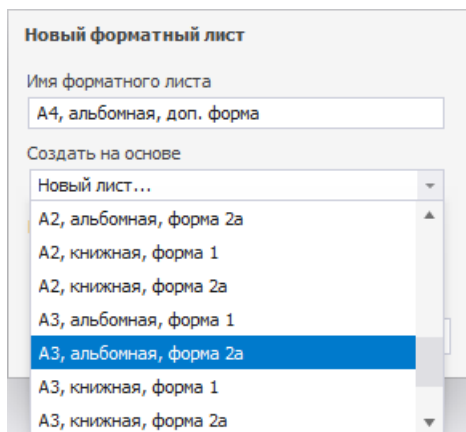 Новый форматный лист
Имя форматного листа
А4, альбомная, доп. форма
Создать на основе
Новый лист...
А2, альбомная, форма 2а
А2, книжная, форма 1
А2, книжная, форма 2а
А3, альбомная, форма 1
А3, альбомная, форма 2а
А3, книжная, форма 1
А3, книжная, форма 2а